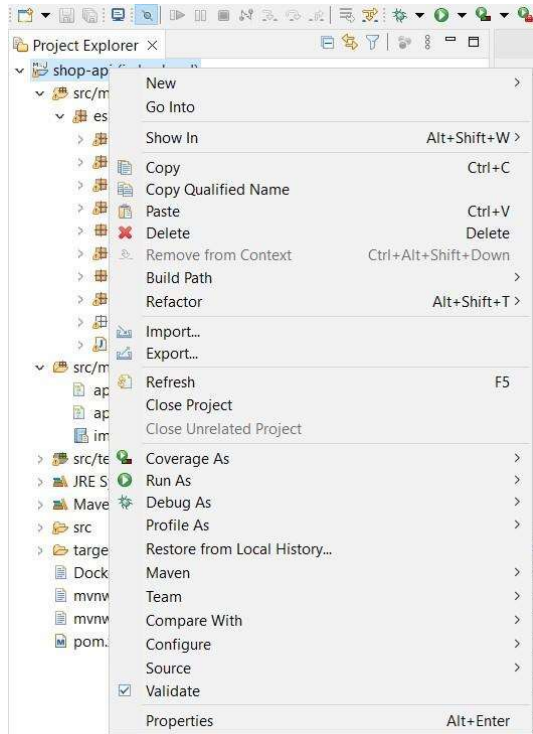 Project Explorer
shop-api
New
src/m
Go Into
es
Show In Alt+Shift+W
Copy Ctrl+C
Copy Qualified Name
Paste Ctrl+V
Delete Delete
Remove from Context Ctrl+Alt+Shift+Down
Build Path
Refactor Alt+Shift+T
Import...
Export...
src/m
Refresh F5
ap
Close Project
ap
Close Unrelated Project
im
src/te Coverage As
JRE S Run As
Mave Debug As
src Profile As
targe Restore from Local History...
Dock Maven
mvnw Team
mvnw Compare With
pom. Configure
Source
Validate
Properties Alt+Enter